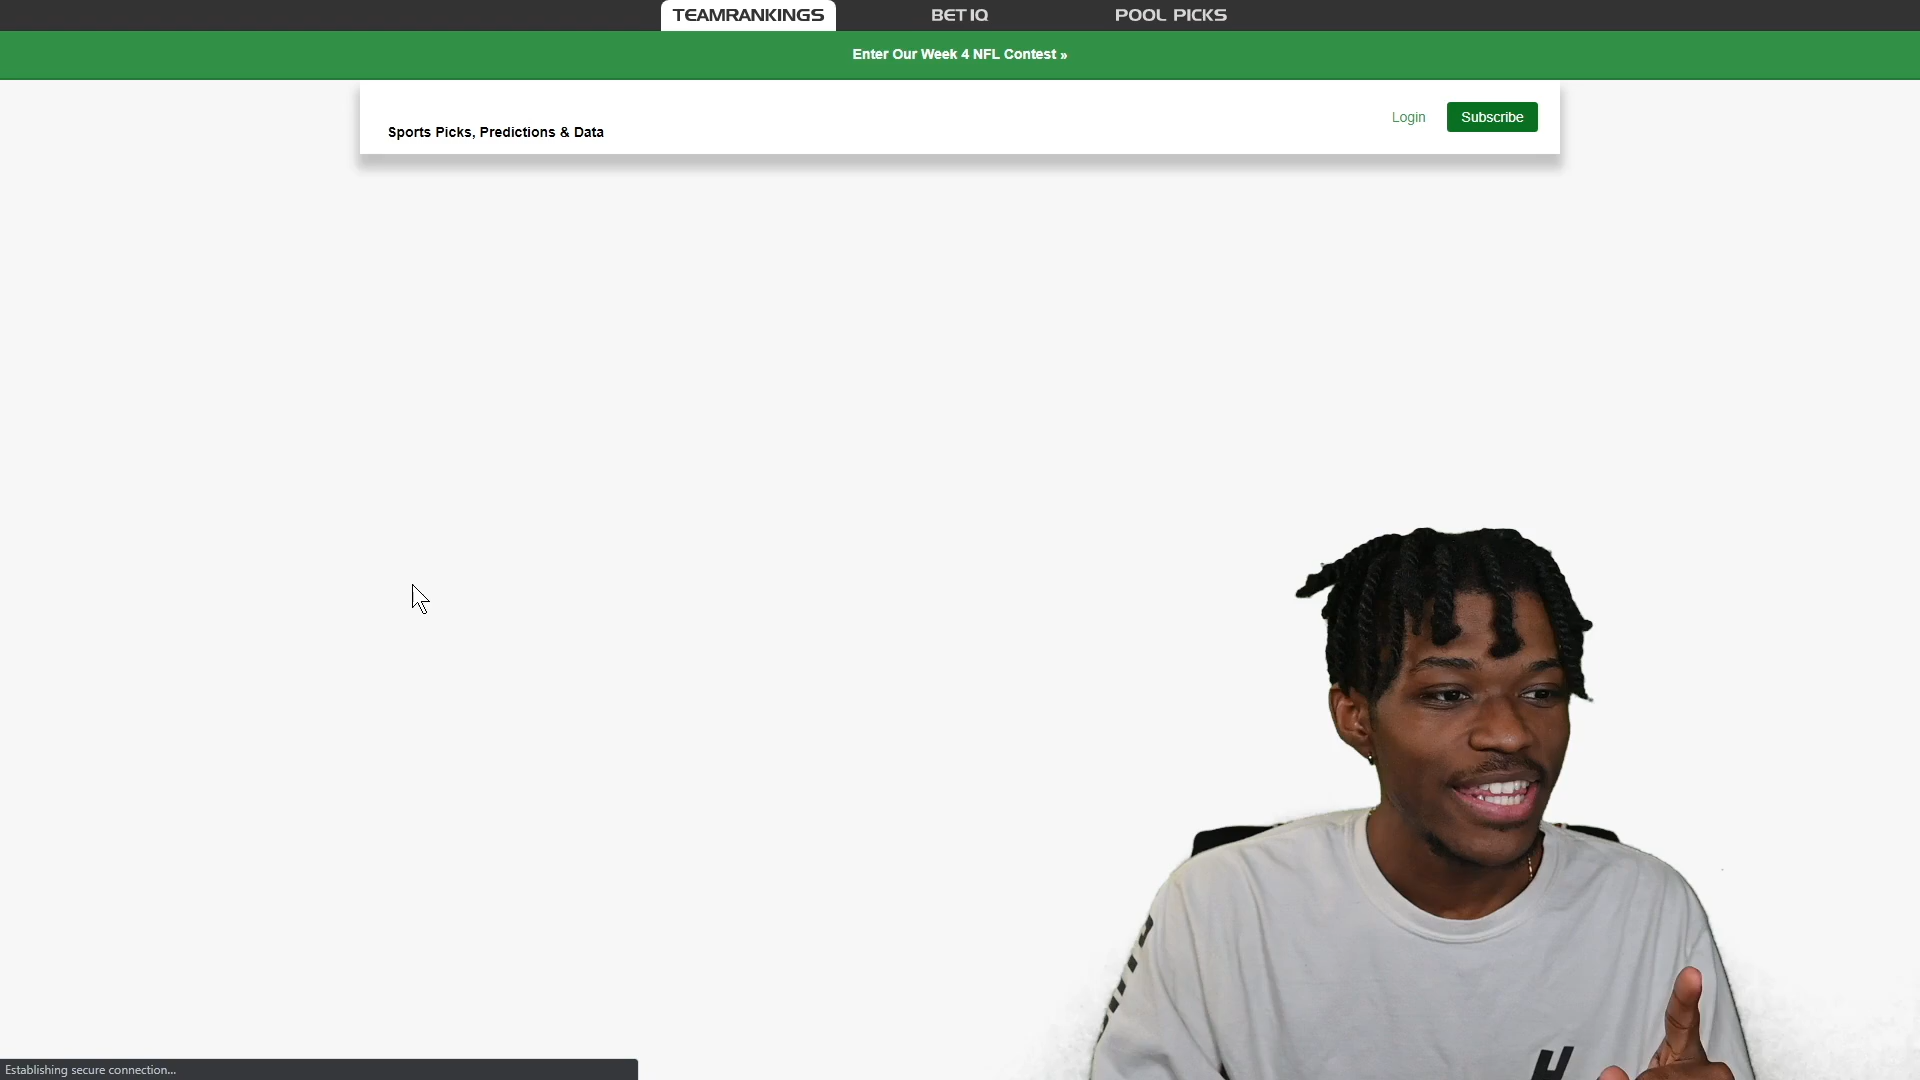 TEAMRANKINGS BET IQ POOL PICKS
Enter Our Week 4 NFL Contest »
Login Subscribe
Sports Picks, Predictions & Data
Establishing secure connection...